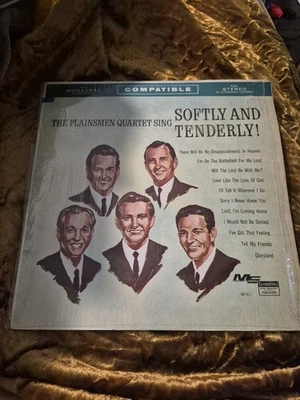 MONAURAL
COMPATIBLE
STEREO
THE PLAINSMEN QUARTET SING
SOFTLY AND
TENDERLY!
There Will Be No Disappointments In Heaven
I'm On The Battlefield For My Lord
Will The Lord Be With Me?
Love Like The Love Of God
I'll Tell It Wherever I Go
Sorry I Never Knew You
Lord, I'm Coming Home
I Would Not Be Denied
I've Got That Feeling
Tell My Friends
Gloryland